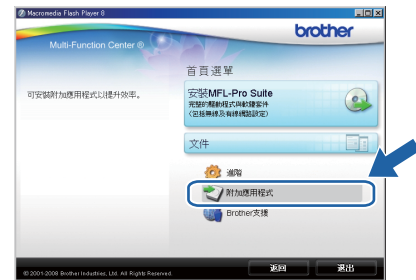 Macromedia Flash Player 8
brother
Multi-Function Center ®
首頁選單
可安裝附加應用程式以提升效率。
安裝MFL-Pro Suite
完整的驅動程式與軟體套件
(包括無線及有線網路設定)
文件
進階
附加應用程式
Brother支援
© 2001-2008 Brother Industries, Ltd. All Rights Reserved.
返回
退出